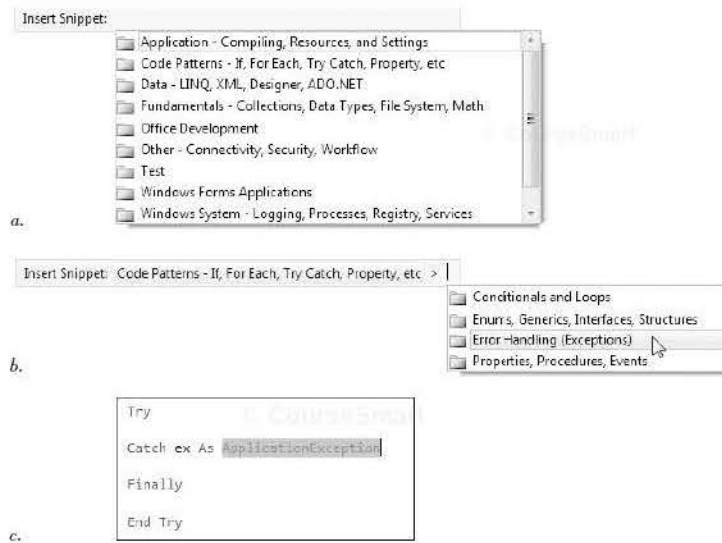 Insert Snippet:
Application - Compiling, Resources, and Settings
Code Patterns - If, For Each, Try Catch, Property, etc
Data - LINQ, XML, Designer, ADO.NET
Fundamentals - Collections, Data Types, File System, Math
Office Development
Other - Connectivity, Security, Workflow
Test
Windows Forms Applications
Windows System - Logging, Processes, Registry, Services
a.
Insert Snippet: Code Patterns - If, For Each, Try Catch, Property, etc >
Conditionals and Loops
Enums, Generics, Interfaces, Structures
Error Handling (Exceptions)
Properties, Procedures, Events
b.
© CourseSmart
Try
Catch ex As ApplicationException
Finally
End Try
c.